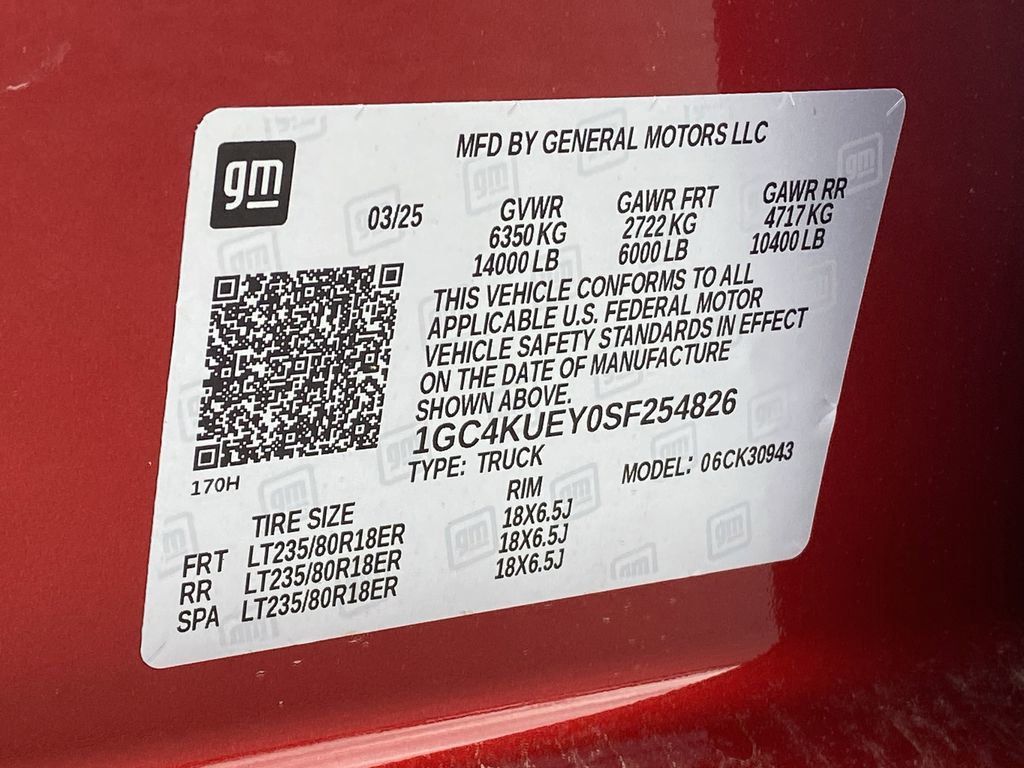 gm
MFD BY GENERAL MOTORS LLC
03/25 GVWR GAWR FRT GAWR RR
6350 KG 2722 KG 4717 KG
14000 LB 6000 LB 10400 LB
THIS VEHICLE CONFORMS TO ALL
APPLICABLE U.S. FEDERAL MOTOR
VEHICLE SAFETY STANDARDS IN EFFECT
ON THE DATE OF MANUFACTURE
SHOWN ABOVE.
1GC4KUEY0SF254826
TYPE: TRUCK MODEL: 06CK30943
170H
TIRE SIZE RIM
FRT LT235/80R18ER 18X6.5J
RR LT235/80R18ER 18X6.5J
SPA LT235/80R18ER 18X6.5J